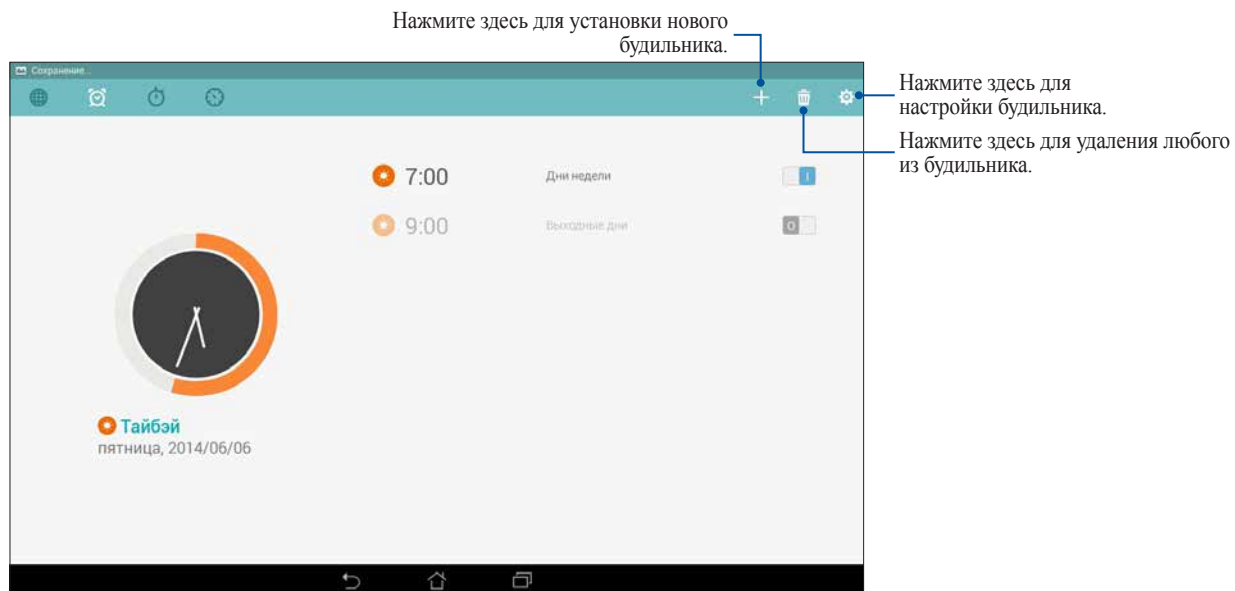 Нажмите здесь для установки нового
будильника.
Сохранение...
Нажмите здесь для
настройки будильника.
Нажмите здесь для удаления любого
из будильника.
7:00 Дни недели
9:00 Выходные дни
Тайбэй
пятница, 2014/06/06